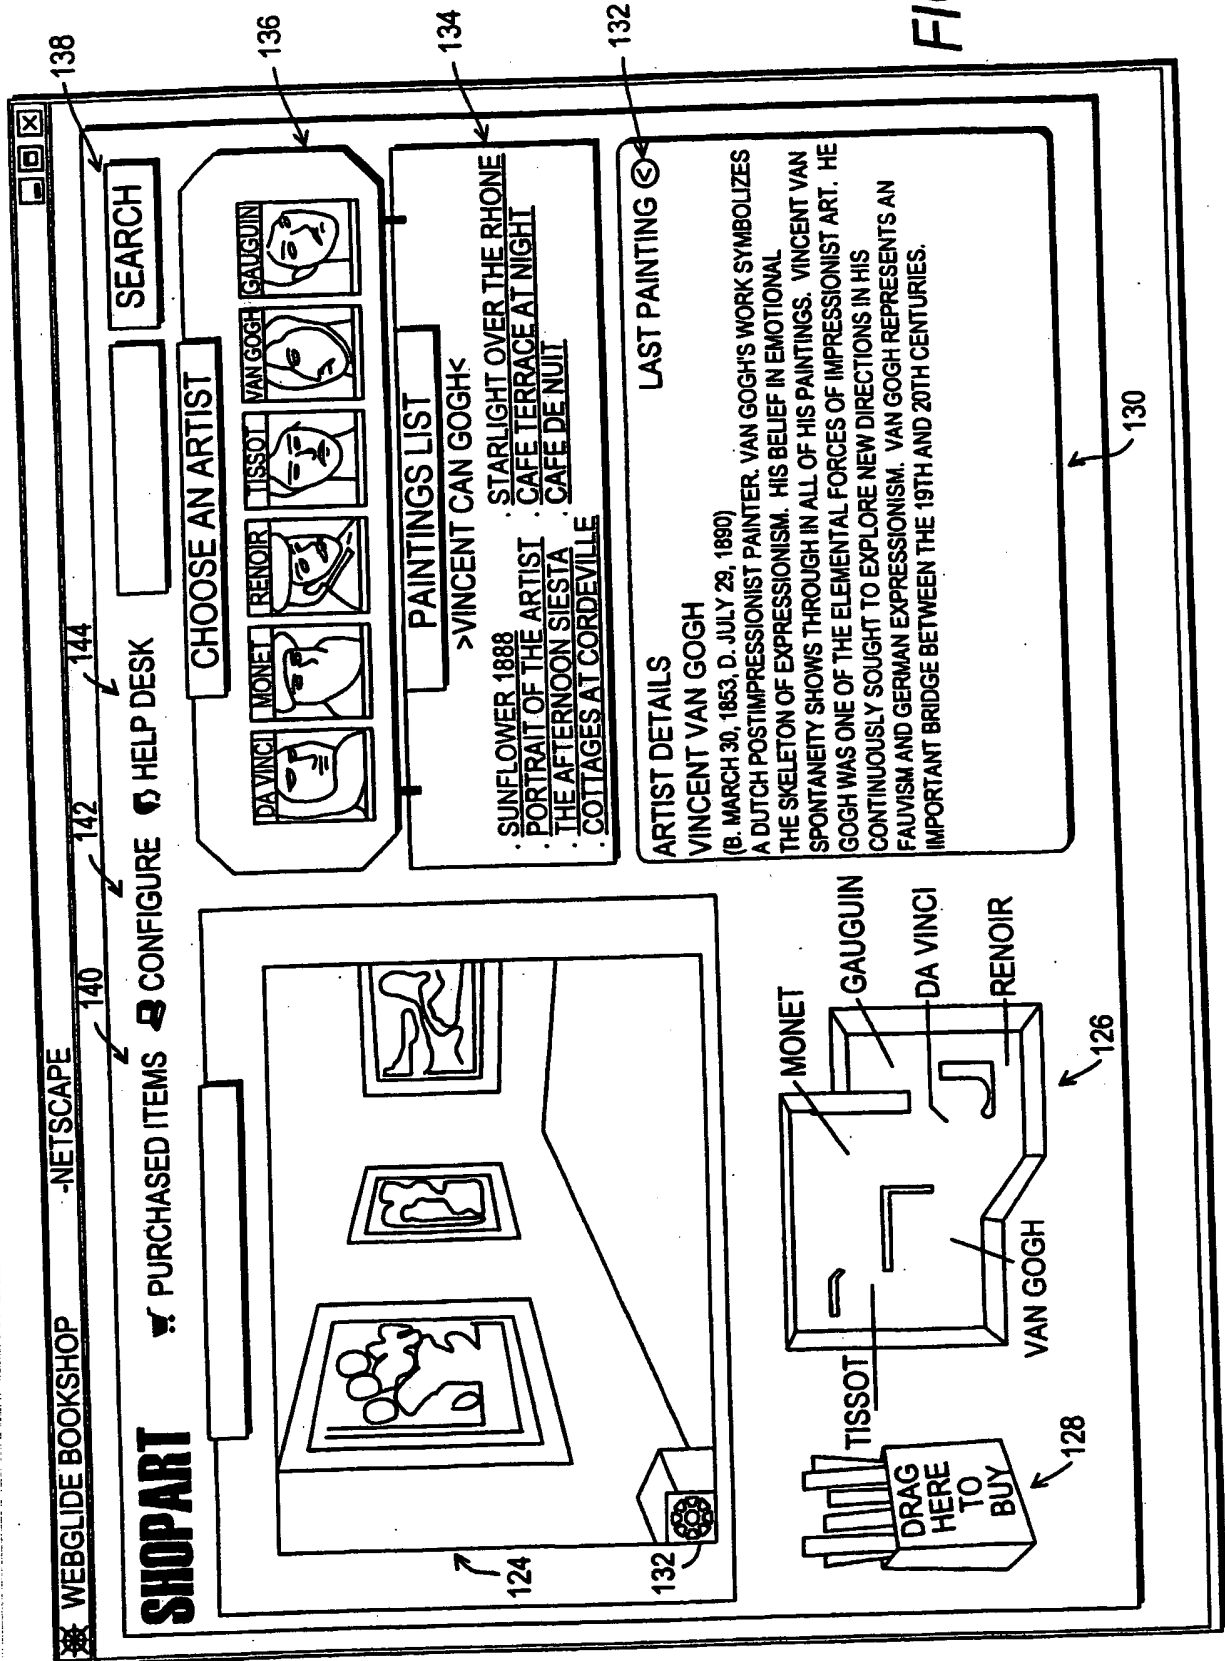 WEBGLIDE BOOKSHOP -NETSCAPE
138
SHOPART
PURCHASED ITEMS
CONFIGURE
HELP DESK
SEARCH
140
142
144
CHOOSE AN ARTIST
136
DA VINCI
MONET
RENOIR
TISSOT
VAN GOGH
GAUGUIN
PAINTINGS LIST
134
>VINCENT CAN GOGH<
· SUNFLOWER 1888
· PORTRAIT OF THE ARTIST
· THE AFTERNOON SIESTA
· COTTAGES AT CORDEVILLE
· STARLIGHT OVER THE RHONE
· CAFE TERRACE AT NIGHT
· CAFE DE NUIT
124
132
132
ARTIST DETAILS
LAST PAINTING <
VINCENT VAN GOGH
(B. MARCH 30, 1853, D. JULY 29, 1890)
A DUTCH POSTIMPRESSIONIST PAINTER. VAN GOGH'S WORK SYMBOLIZES
THE SKELETON OF EXPRESSIONISM. HIS BELIEF IN EMOTIONAL
SPONTANEITY SHOWS THROUGH IN ALL OF HIS PAINTINGS. VINCENT VAN
GOGH WAS ONE OF THE ELEMENTAL FORCES OF IMPRESSIONIST ART. HE
CONTINUOUSLY SOUGHT TO EXPLORE NEW DIRECTIONS IN HIS
FAUVISM AND GERMAN EXPRESSIONISM. VAN GOGH REPRESENTS AN
IMPORTANT BRIDGE BETWEEN THE 19TH AND 20TH CENTURIES.
130
DRAG
HERE
TO
BUY
128
TISSOT
MONET
GAUGUIN
DA VINCI
RENOIR
VAN GOGH
126